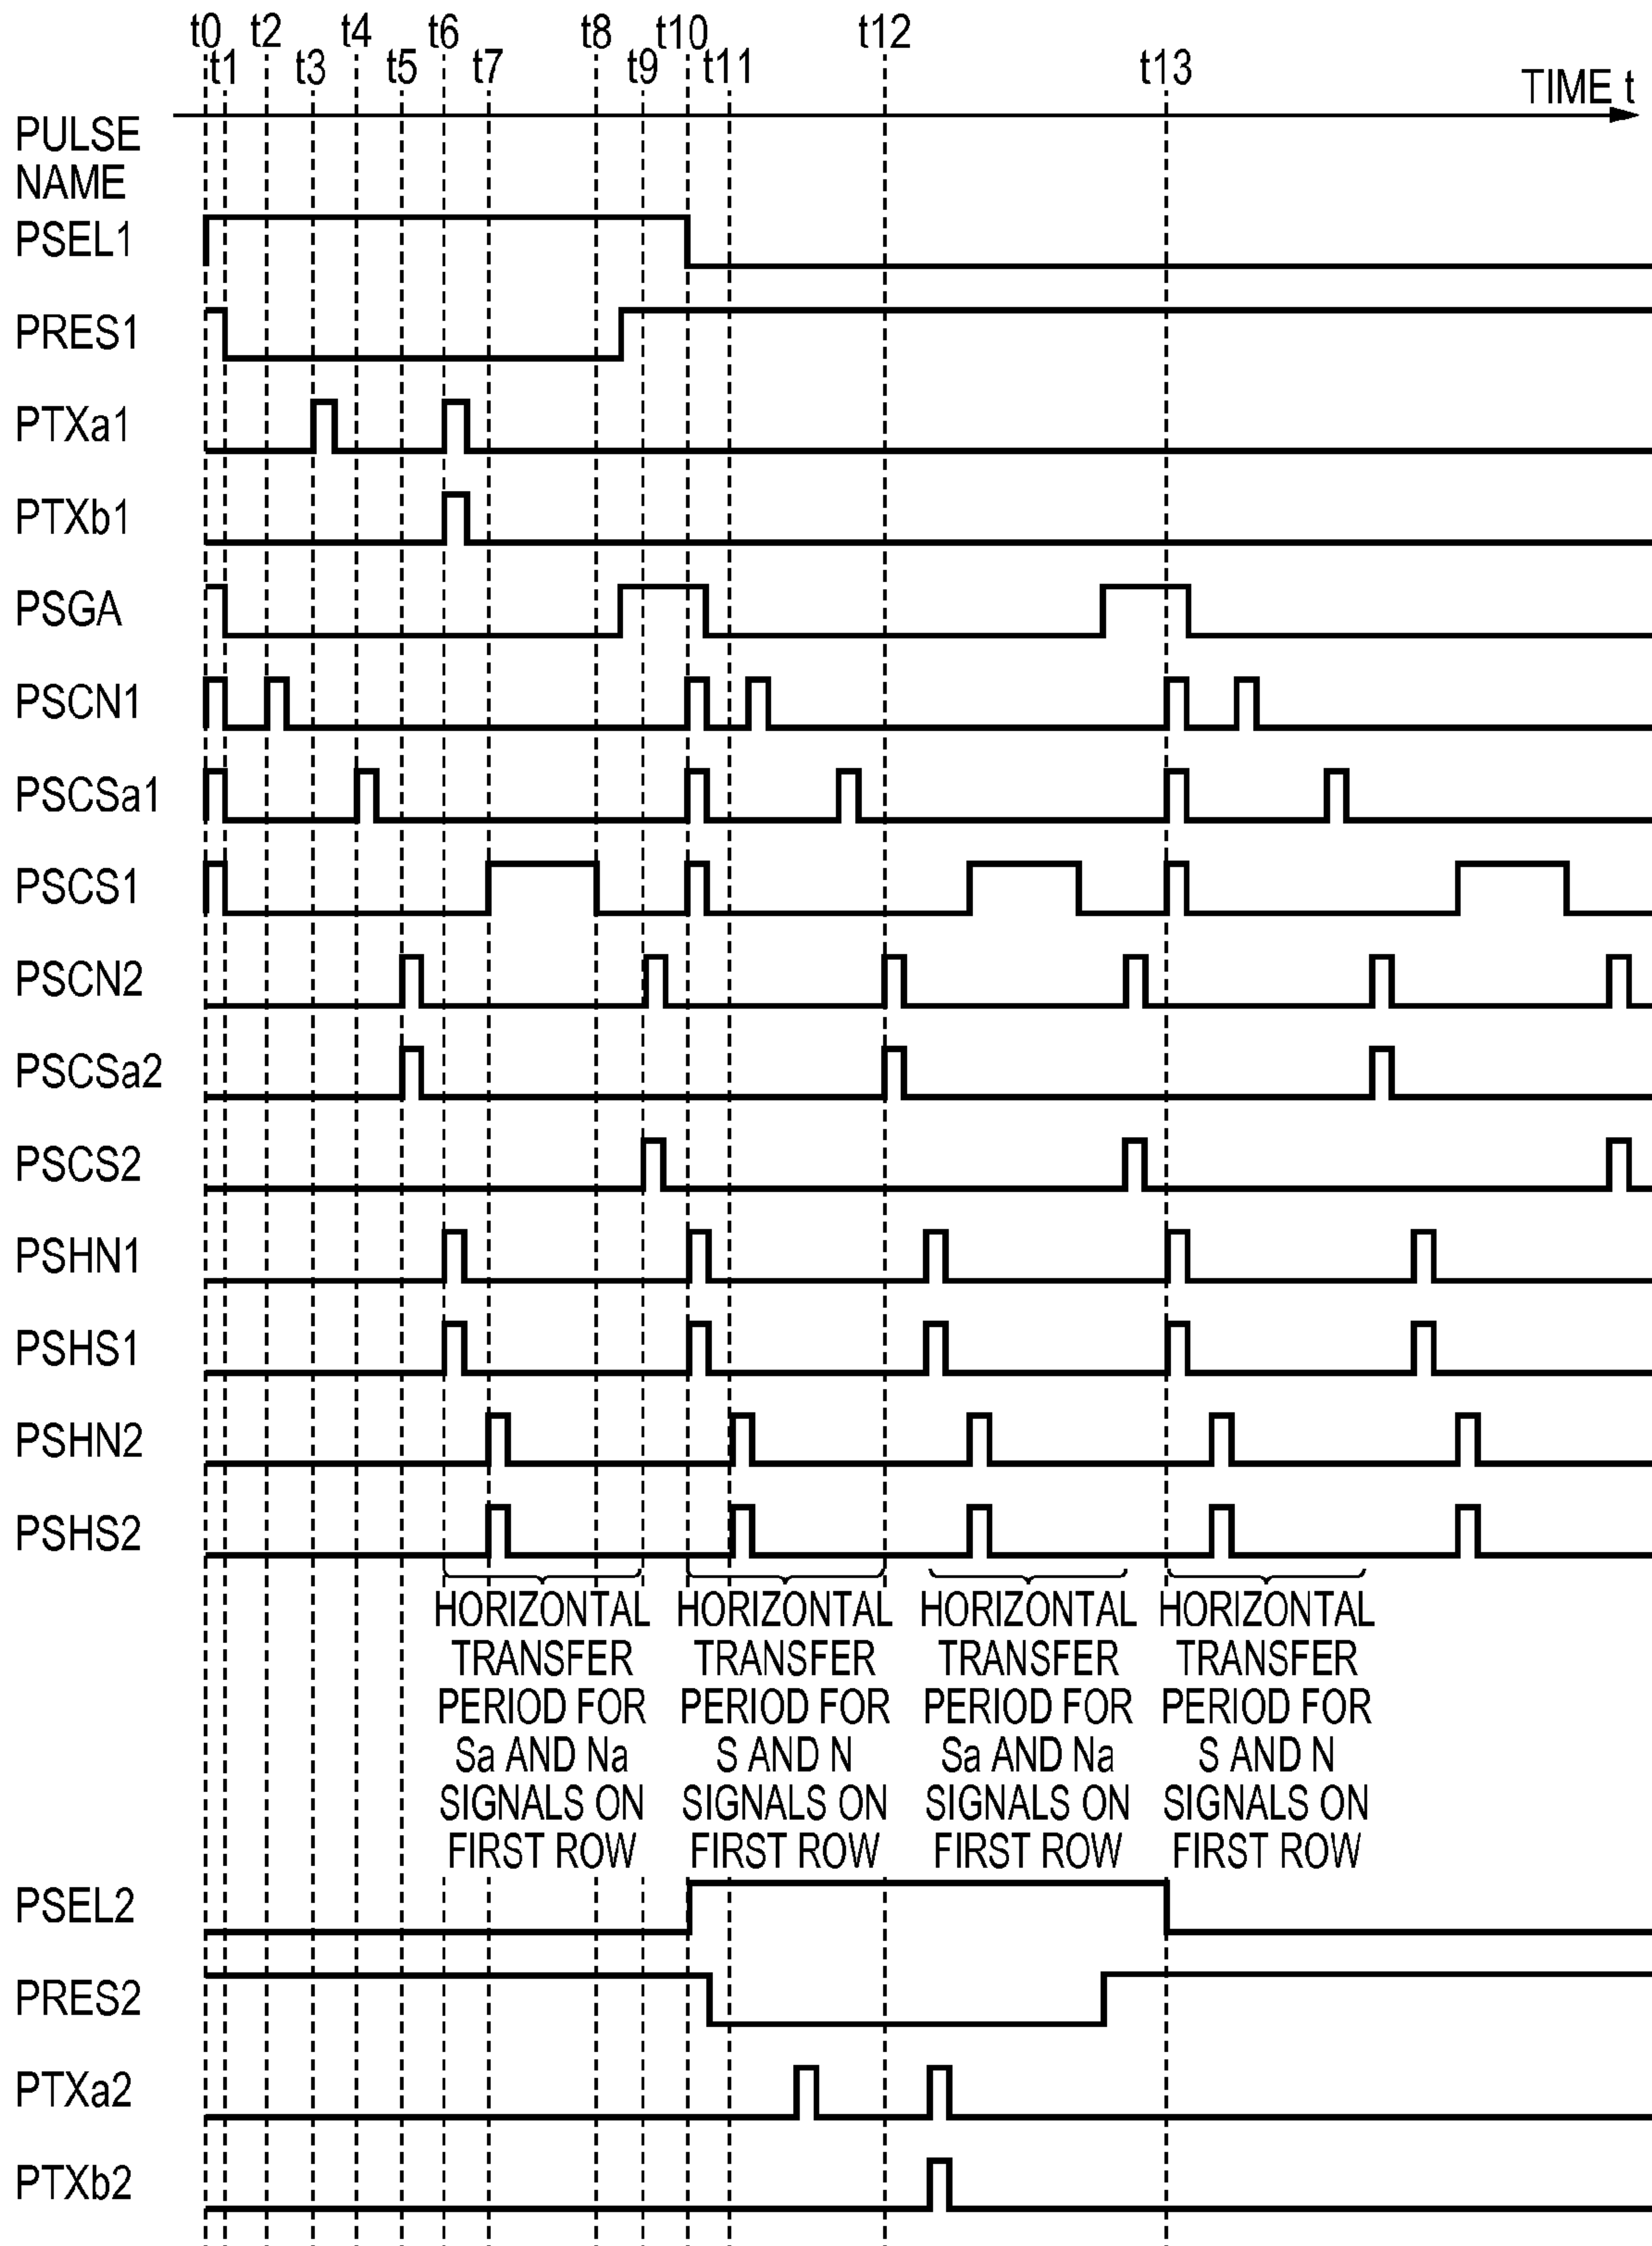 t0 t2 t4 t6 t8 t10 t12
t1 t3 t5 t7 t9 t11 t13
TIME t
PULSE
NAME
PSEL1
PRES1
PTXa1
PTXb1
PSGA
PSCN1
PSCSa1
PSCS1
PSCN2
PSCSa2
PSCS2
PSHN1
PSHS1
PSHN2
PSHS2
HORIZONTAL
TRANSFER
PERIOD FOR
Sa AND Na
SIGNALS ON
FIRST ROW
HORIZONTAL
TRANSFER
PERIOD FOR
S AND N
SIGNALS ON
FIRST ROW
HORIZONTAL
TRANSFER
PERIOD FOR
Sa AND Na
SIGNALS ON
FIRST ROW
HORIZONTAL
TRANSFER
PERIOD FOR
S AND N
SIGNALS ON
FIRST ROW
PSEL2
PRES2
PTXa2
PTXb2